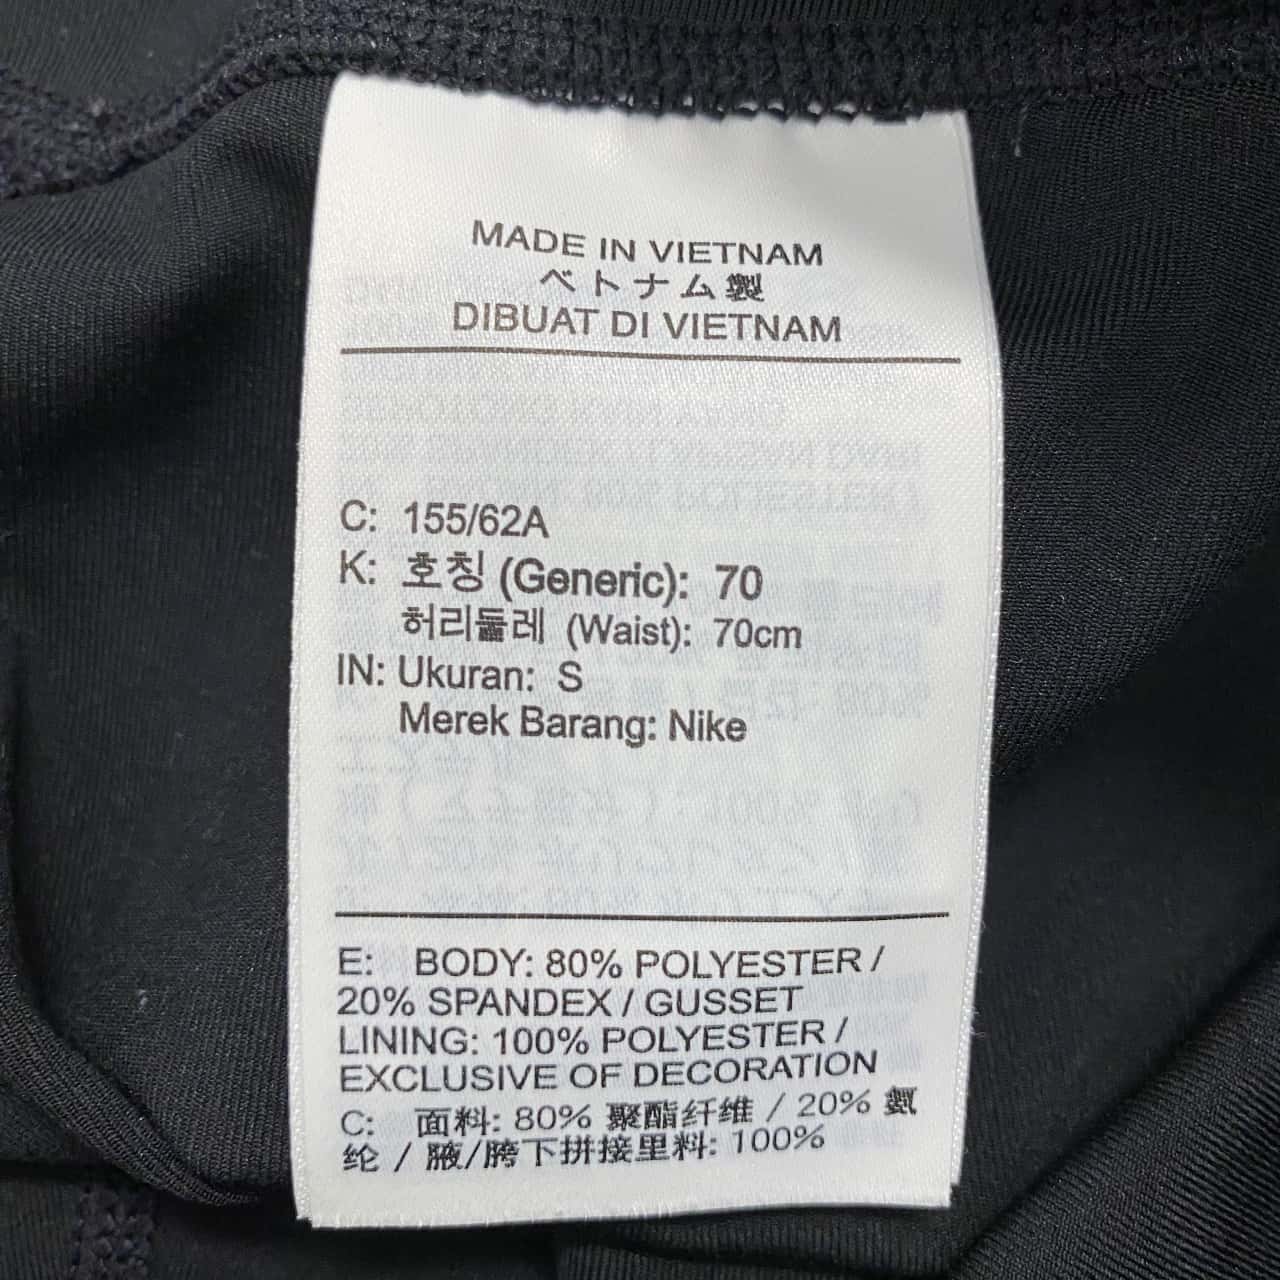 MADE IN VIETNAM
ベトナム製
DIBUAT DI VIETNAM
C: 155/62A
K: 호칭 (Generic): 70
허리둘레 (Waist): 70cm
IN: Ukuran: S
Merek Barang: Nike
E: BODY: 80% POLYESTER /
20% SPANDEX / GUSSET
LINING: 100% POLYESTER /
EXCLUSIVE OF DECORATION
C: 面料: 80% 聚酯纤维 / 20% 氨
纶 / 腋/胯下拼接里料: 100%